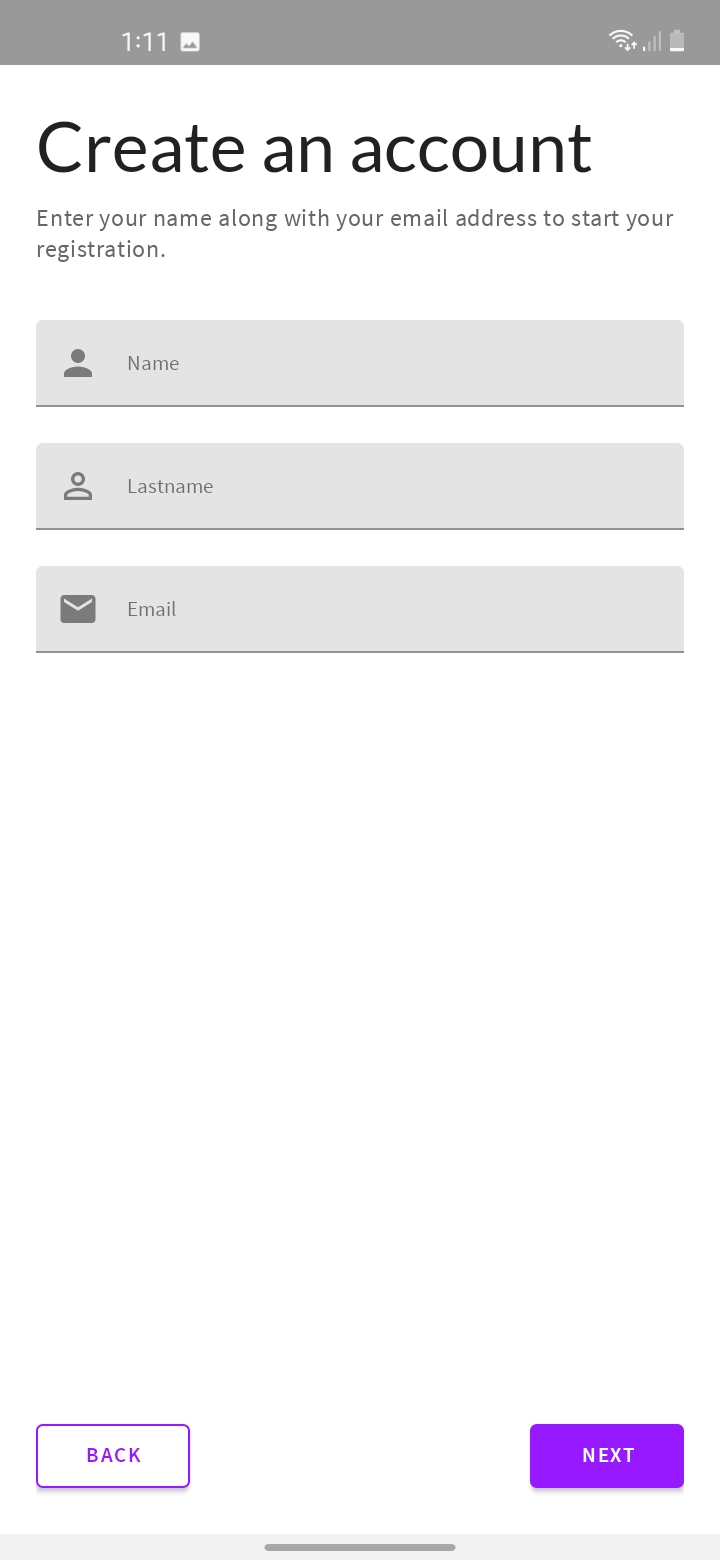 1:11
Create an account
Enter your name along with your email address to start your
registration.
Name
Lastname
Email
BACK
NEXT